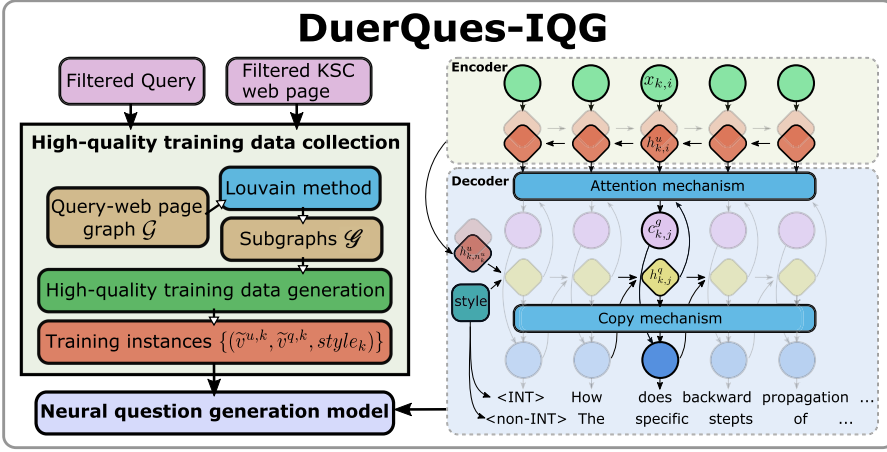 DuerQues-IQG
Filtered Query
Filtered KSC
web page
High-quality training data collection
Louvain method
Query-web page
graph 𝒢
Subgraphs 𝒢
High-quality training data generation
Training instances {(ṽ^{u,k}, ṽ^{q,k}, style_k)}
Neural question generation model
Encoder
x_{k,i}
h^u_{k,i}
Decoder
Attention mechanism
c^g_{k,j}
h^u_{k,n^u_k}
h^q_{k,j}
style
Copy mechanism
<INT> How does backward propagation ...
<non-INT> The specific stepts of ...